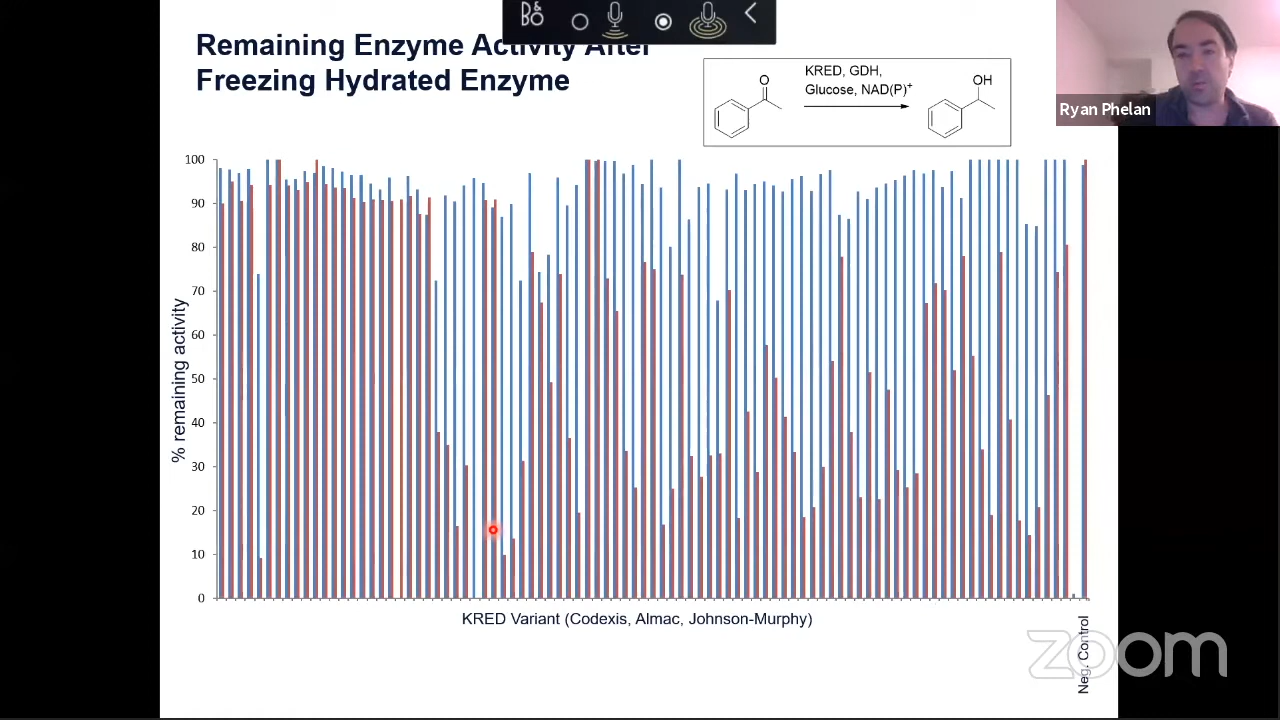 B&O
Remaining Enzyme Activity After
Freezing Hydrated Enzyme
KRED, GDH,
Glucose, NAD(P)+
O
OH
Ryan Phelan
100
90
80
70
60
50
40
30
20
10
0
% remaining activity
KRED Variant (Codexis, Almac, Johnson-Murphy)
Neg. Control
zoom